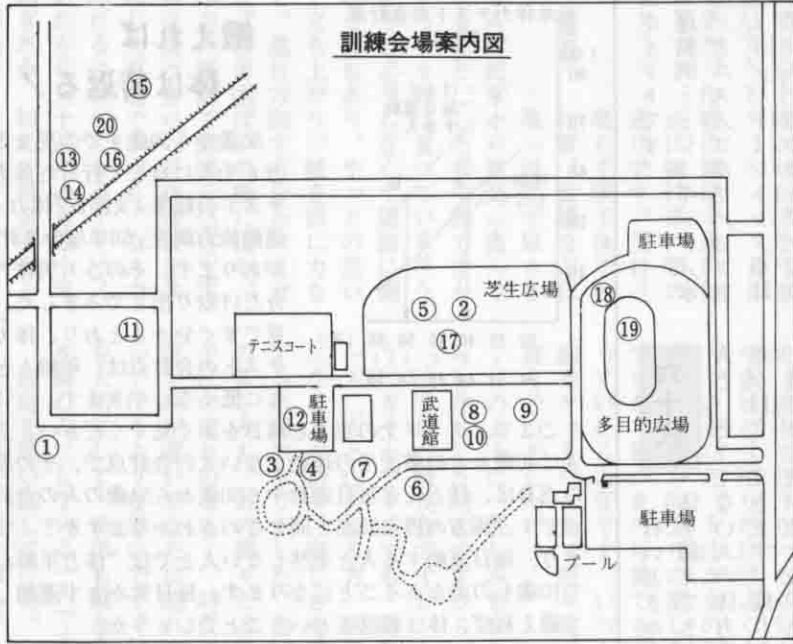 訓練会場案内図
⑮
⑳
⑬
⑯
⑭
駐車場
芝生広場
⑱
⑤
②
⑪
⑰
⑲
テニスコート
駐車場
⑫
武道館
⑧
⑨
⑩
多目的広場
①
③
④
⑦
⑥
駐車場
プール